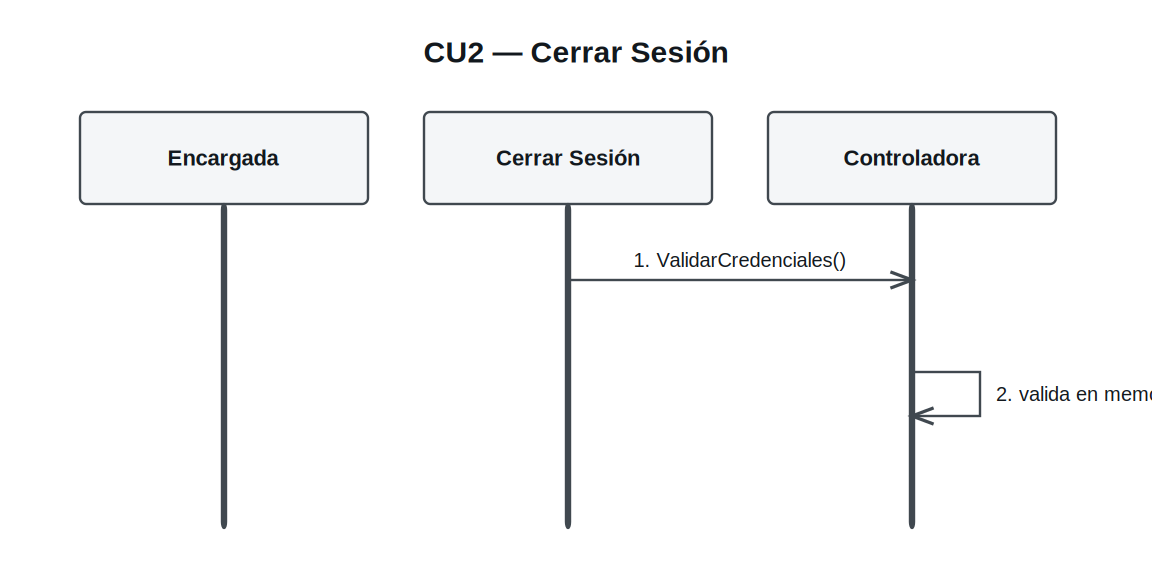 CU2 — Cerrar Sesión
Encargada
Cerrar Sesión
Controladora
1. ValidarCredenciales()
2. valida en